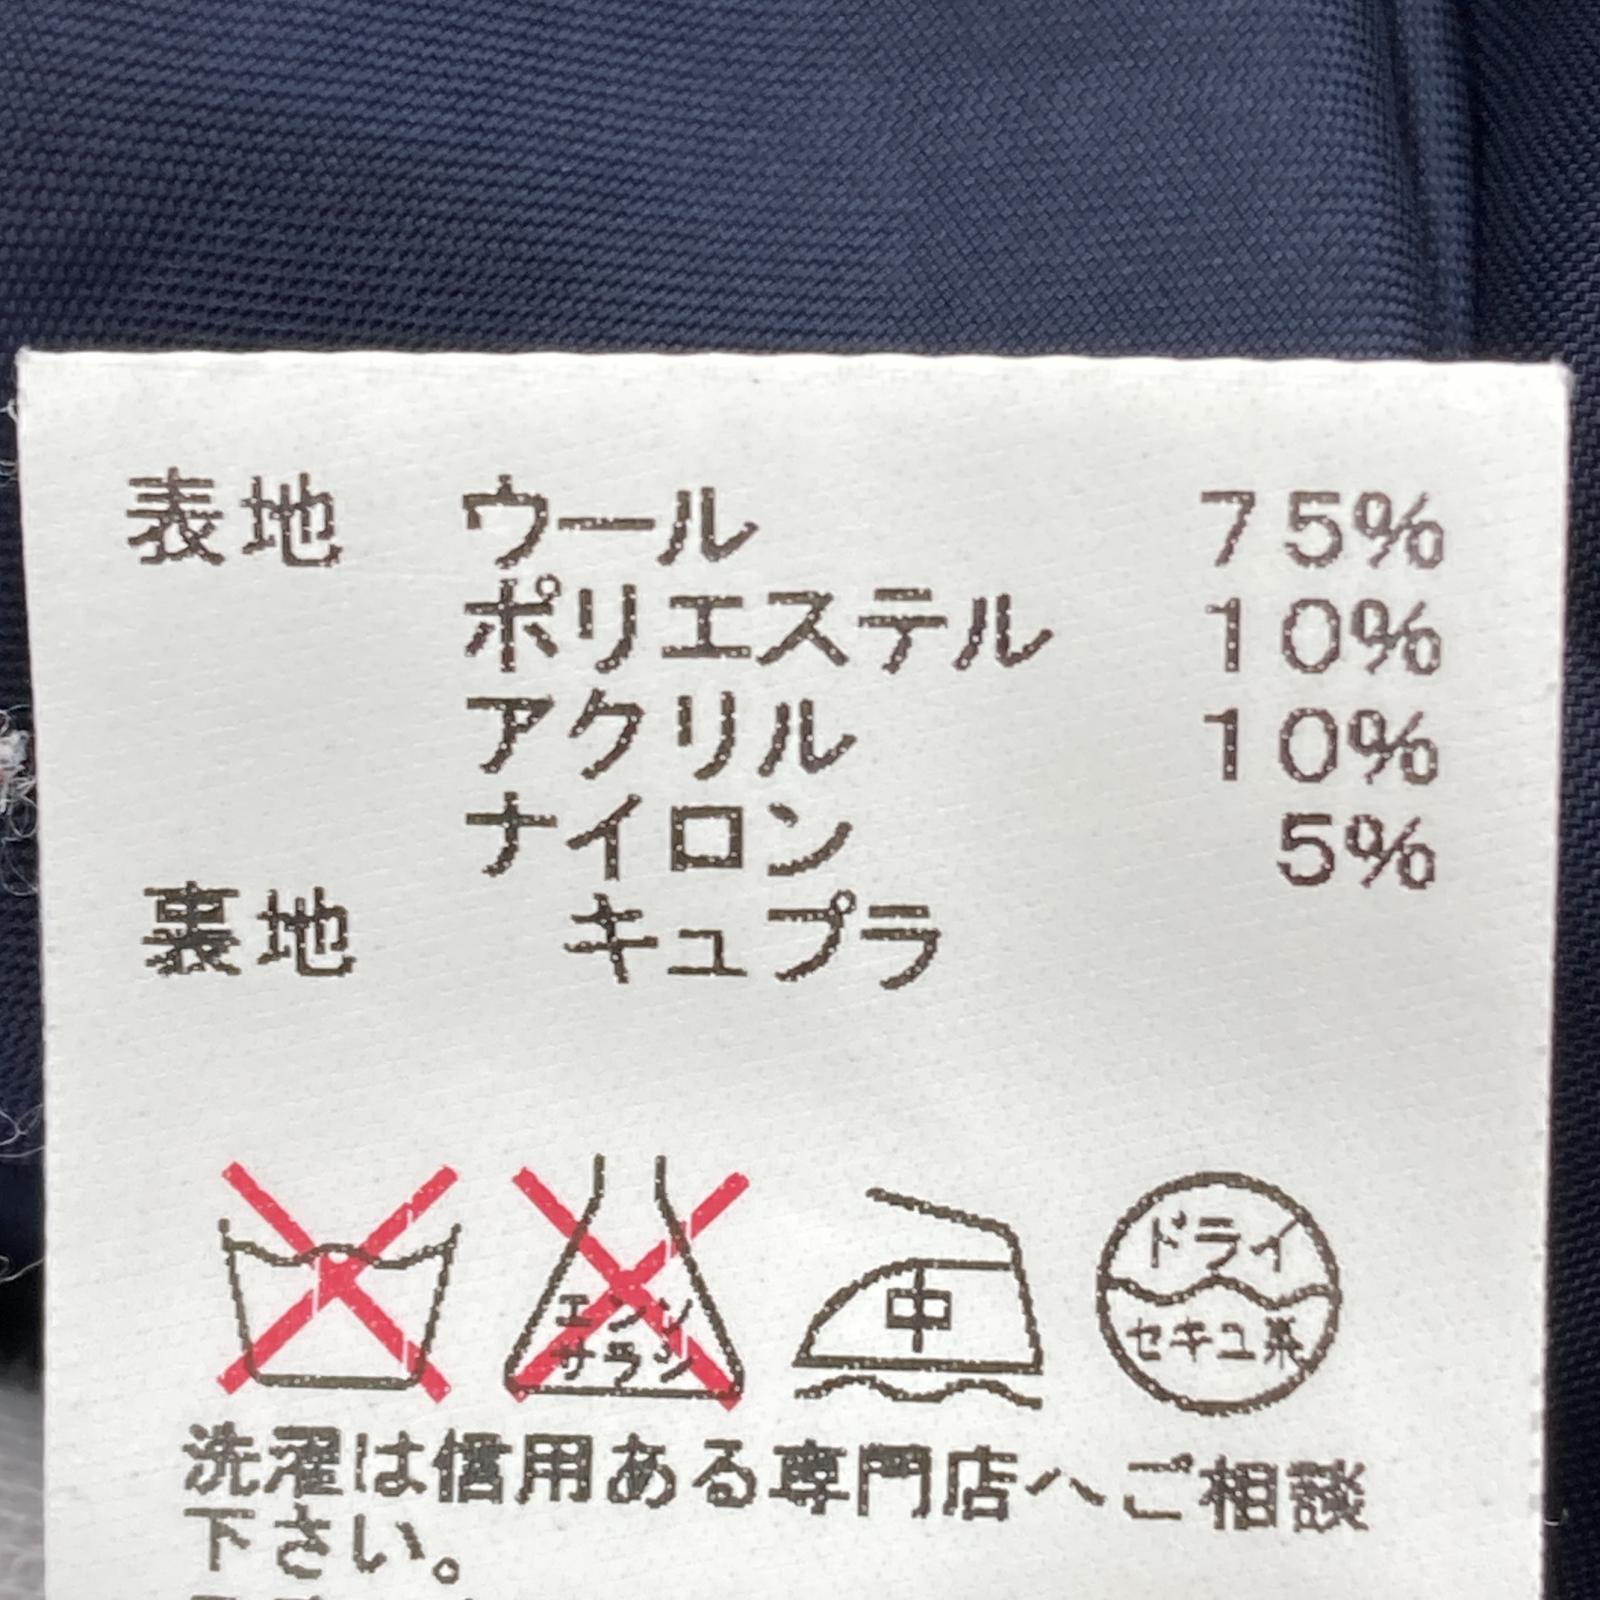 表地 ウール 75%
ポリエステル 10%
アクリル 10%
ナイロン 5%
裏地 キュプラ
エンソ
サラシ
中
ドライ
セキユ系
洗濯は信用ある専門店へご相談
下さい。